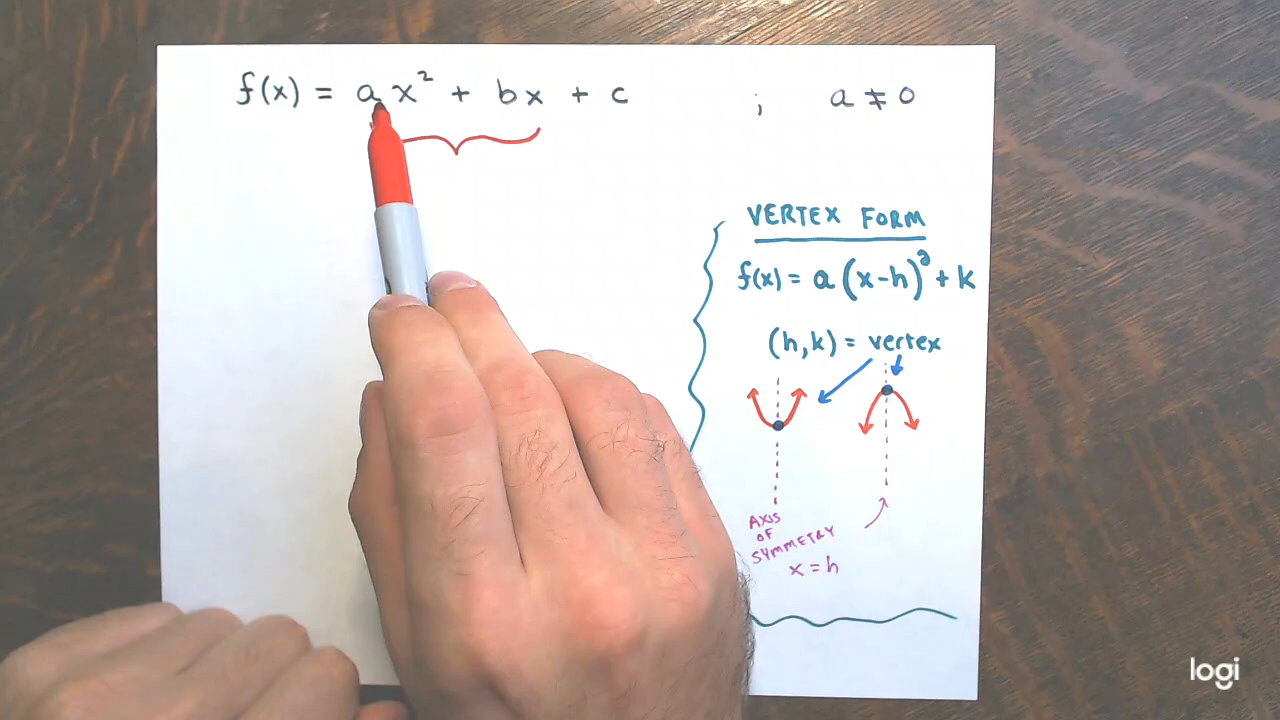 f(x) = ax² + bx + c ; a ≠ 0
VERTEX FORM
f(x) = a(x-h)² + k
(h,k) = vertex
AXIS
OF
SYMMETRY
x = h
logi